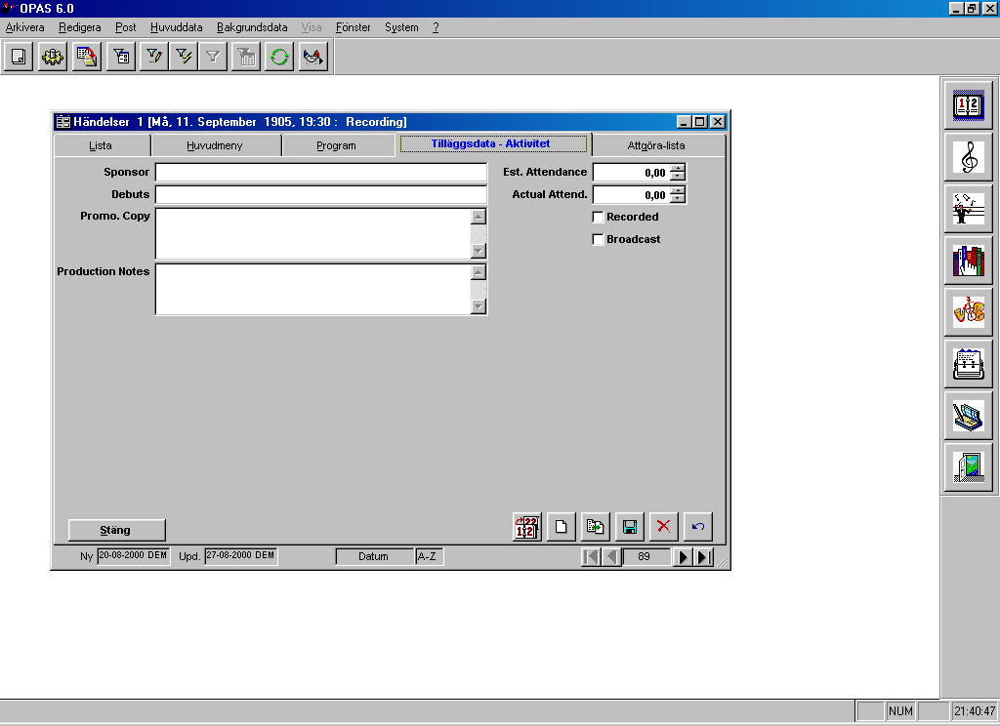 OPAS 6.0
Arkivera Redigera Post Huvuddata Bakgrundsdata Visa Fönster System ?
Händelser 1 [Må, 11. September 1905, 19:30 : Recording]
Lista Huvudmeny Program Tilläggsdata - Aktivitet Attgöra-lista
Sponsor Est. Attendance 0,00
Debuts Actual Attend. 0,00
Promo. Copy Recorded
Broadcast
Production Notes
Stäng
Ny 20-08-2000 DEM Upd. 27-08-2000 DEM Datum A-Z 89
NUM 21:40:47